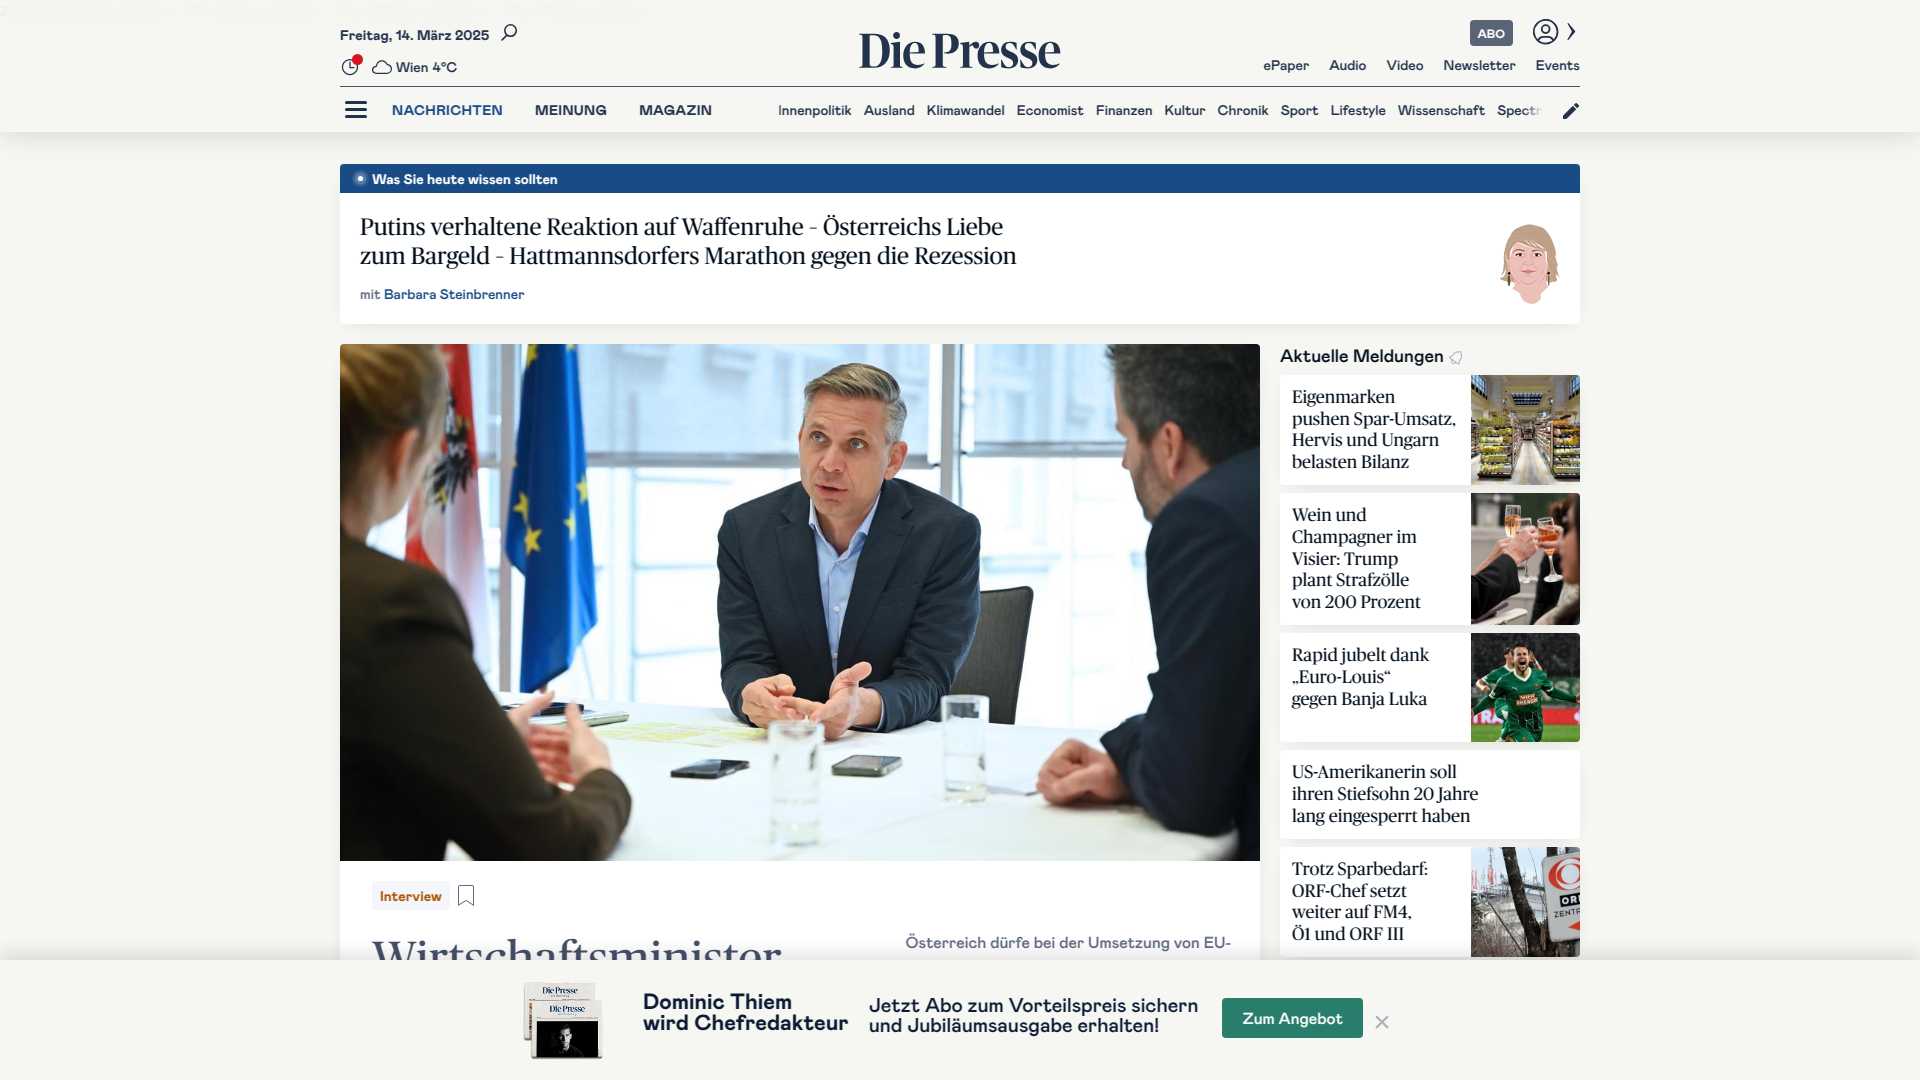 Freitag, 14. März 2025
Wien 4°C
Die Presse
ABO
ePaper Audio Video Newsletter Events
NACHRICHTEN MEINUNG MAGAZIN
Innenpolitik Ausland Klimawandel Economist Finanzen Kultur Chronik Sport Lifestyle Wissenschaft Spectr
Was Sie heute wissen sollten
Putins verhaltene Reaktion auf Waffenruhe – Österreichs Liebe
zum Bargeld – Hattmannsdorfers Marathon gegen die Rezession
mit Barbara Steinbrenner
Interview
Wirtschaftsminister
Österreich dürfe bei der Umsetzung von EU-
Aktuelle Meldungen
Eigenmarken
pushen Spar-Umsatz,
Hervis und Ungarn
belasten Bilanz
Wein und
Champagner im
Visier: Trump
plant Strafzölle
von 200 Prozent
Rapid jubelt dank
„Euro-Louis“
gegen Banja Luka
US-Amerikanerin soll
ihren Stiefsohn 20 Jahre
lang eingesperrt haben
Trotz Sparbedarf:
ORF-Chef setzt
weiter auf FM4,
Ö1 und ORF III
Die Presse
Die Presse
Dominic Thiem
wird Chefredakteur
Jetzt Abo zum Vorteilspreis sichern
und Jubiläumsausgabe erhalten!
Zum Angebot